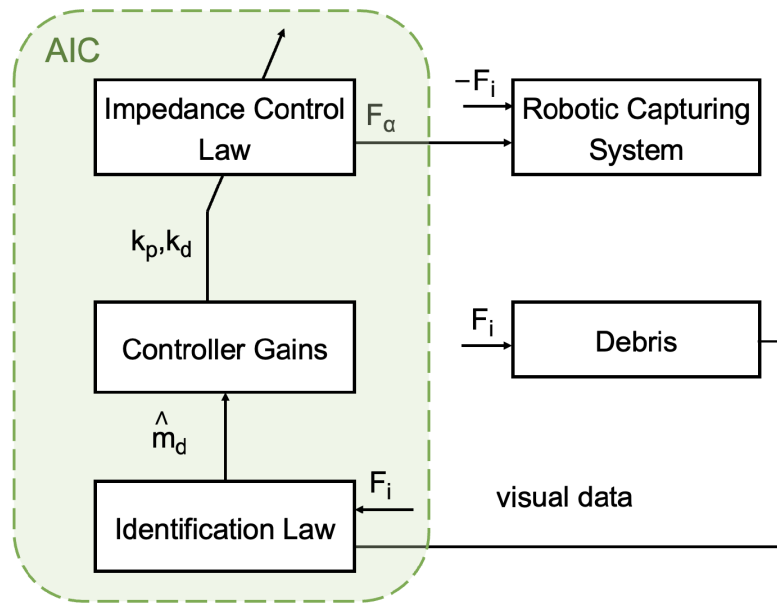 AIC
Impedance Control
Law
Fα
−Fi
Robotic Capturing
System
kp,kd
Controller Gains
Fi
Debris
m̂d
Identification Law
Fi
visual data